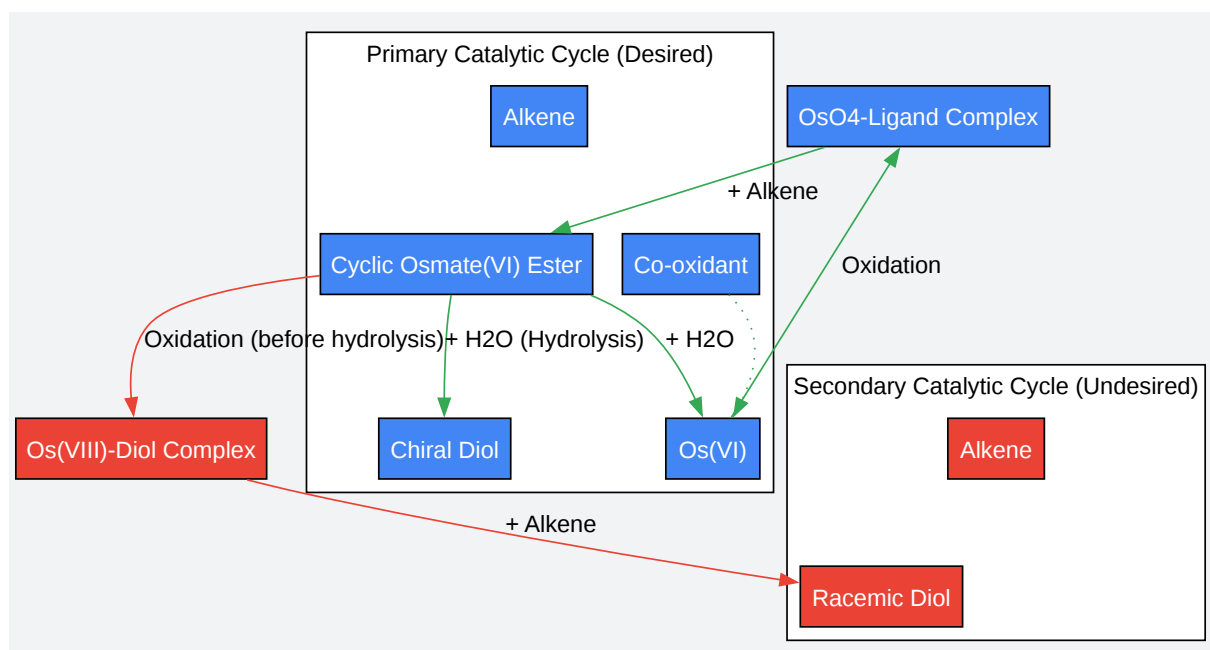 Primary Catalytic Cycle (Desired)
Alkene
OsO4-Ligand Complex
+ Alkene
Cyclic Osmate(VI) Ester
Co-oxidant
Oxidation
Oxidation (before hydrolysis)
+ H2O (Hydrolysis)
+ H2O
Secondary Catalytic Cycle (Undesired)
Os(VIII)-Diol Complex
Chiral Diol
Os(VI)
Alkene
+ Alkene
Racemic Diol